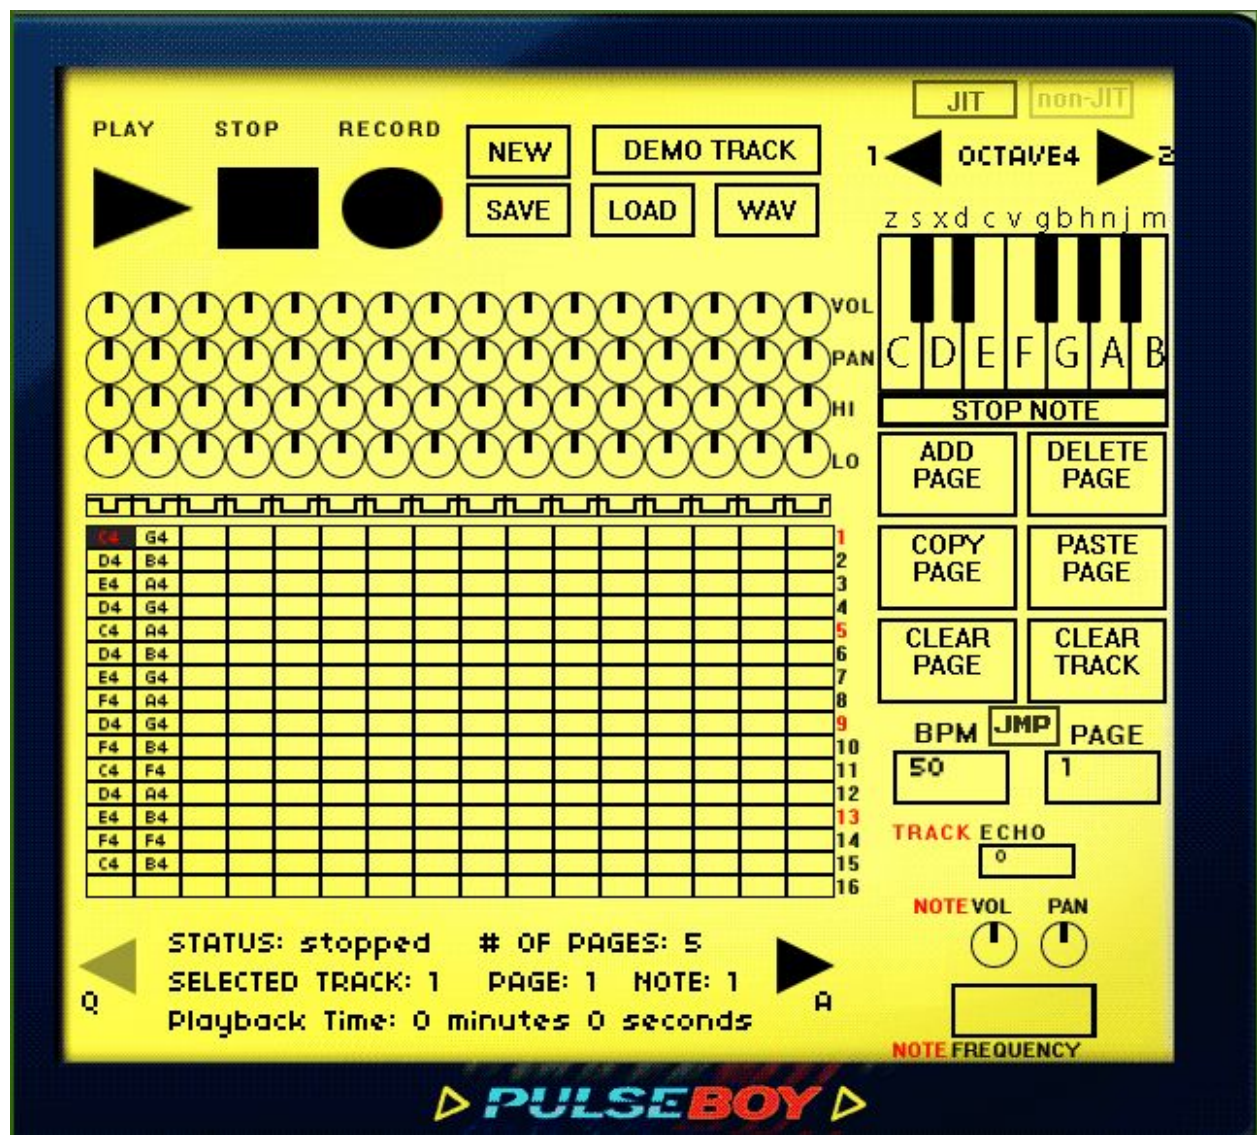 JIT non-JIT
PLAY STOP RECORD
NEW DEMO TRACK
1 OCTAVE4 2
SAVE LOAD WAV
z s x d c v g b h n j m
VOL
PAN
C D E F G A B
HI
STOP NOTE
LO
ADD PAGE
DELETE PAGE
C4 G4 1
D4 B4 2
E4 A4 3
D4 G4 4
C4 A4 5
D4 B4 6
E4 G4 7
F4 A4 8
D4 G4 9
F4 B4 10
C4 F4 11
D4 A4 12
E4 B4 13
F4 F4 14
C4 B4 15
16
COPY PAGE
PASTE PAGE
CLEAR PAGE
CLEAR TRACK
BPM JMP PAGE
50 1
TRACK ECHO
0
NOTE VOL PAN
STATUS: stopped # OF PAGES: 5
SELECTED TRACK: 1 PAGE: 1 NOTE: 1
Q A
Playback Time: 0 minutes 0 seconds
NOTE FREQUENCY
PULSEBOY